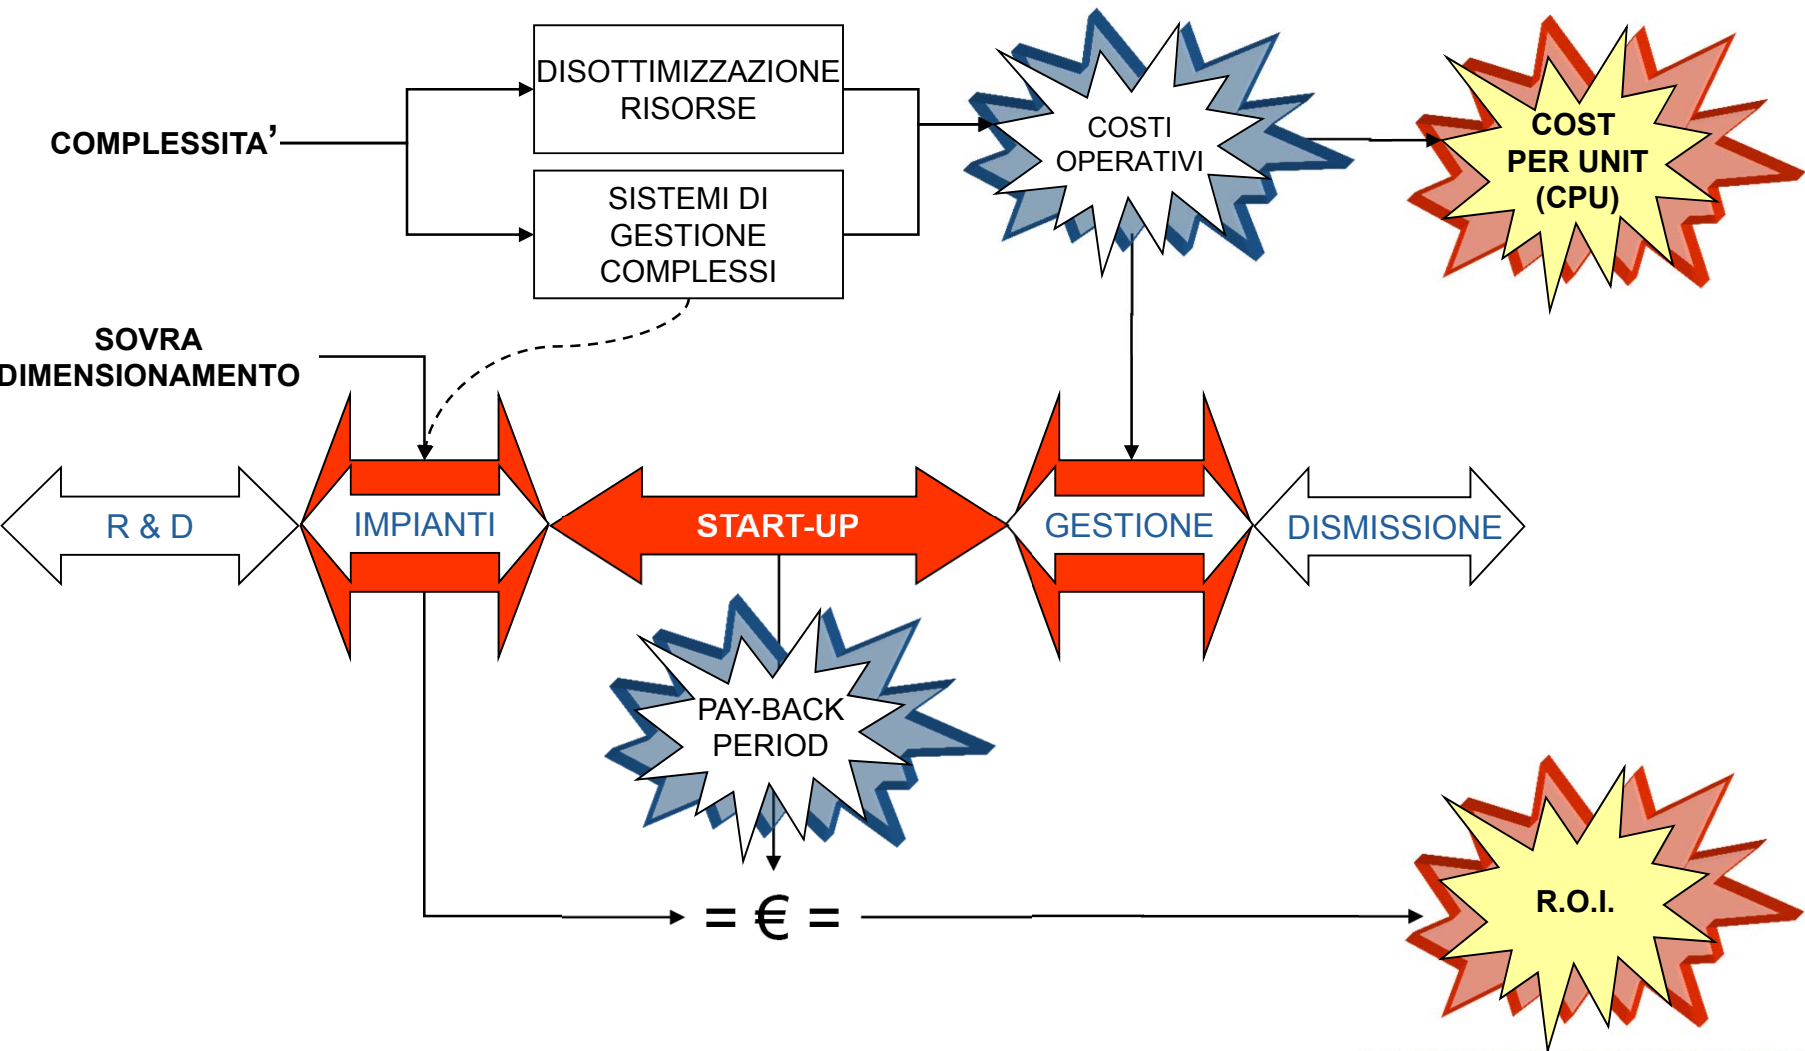 DISOTTIMIZZAZIONE
RISORSE
COMPLESSITA’
SISTEMI DI
GESTIONE
COMPLESSI
COSTI
OPERATIVI
COST
PER UNIT
(CPU)
SOVRA
DIMENSIONAMENTO
R & D
IMPIANTI
START-UP
GESTIONE
DISMISSIONE
PAY-BACK
PERIOD
= € =
R.O.I.